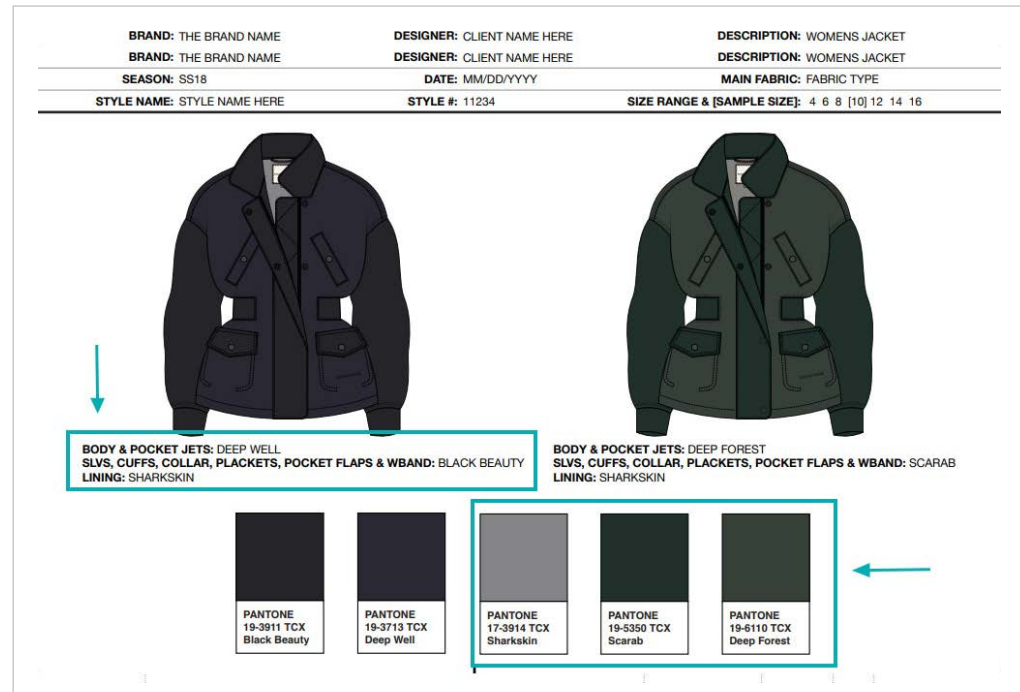 BRAND: THE BRAND NAME DESIGNER: CLIENT NAME HERE DESCRIPTION: WOMENS JACKET
BRAND: THE BRAND NAME DESIGNER: CLIENT NAME HERE DESCRIPTION: WOMENS JACKET
SEASON: SS18 DATE: MM/DD/YYYY MAIN FABRIC: FABRIC TYPE
STYLE NAME: STYLE NAME HERE STYLE #: 11234 SIZE RANGE & [SAMPLE SIZE]: 4 6 8 [10] 12 14 16
BODY & POCKET JETS: DEEP WELL
SLVS, CUFFS, COLLAR, PLACKETS, POCKET FLAPS & WBAND: BLACK BEAUTY
LINING: SHARKSKIN
BODY & POCKET JETS: DEEP FOREST
SLVS, CUFFS, COLLAR, PLACKETS, POCKET FLAPS & WBAND: SCARAB
LINING: SHARKSKIN
PANTONE
19-3911 TCX
Black Beauty
PANTONE
19-3713 TCX
Deep Well
PANTONE
17-3914 TCX
Sharkskin
PANTONE
19-5350 TCX
Scarab
PANTONE
19-6110 TCX
Deep Forest